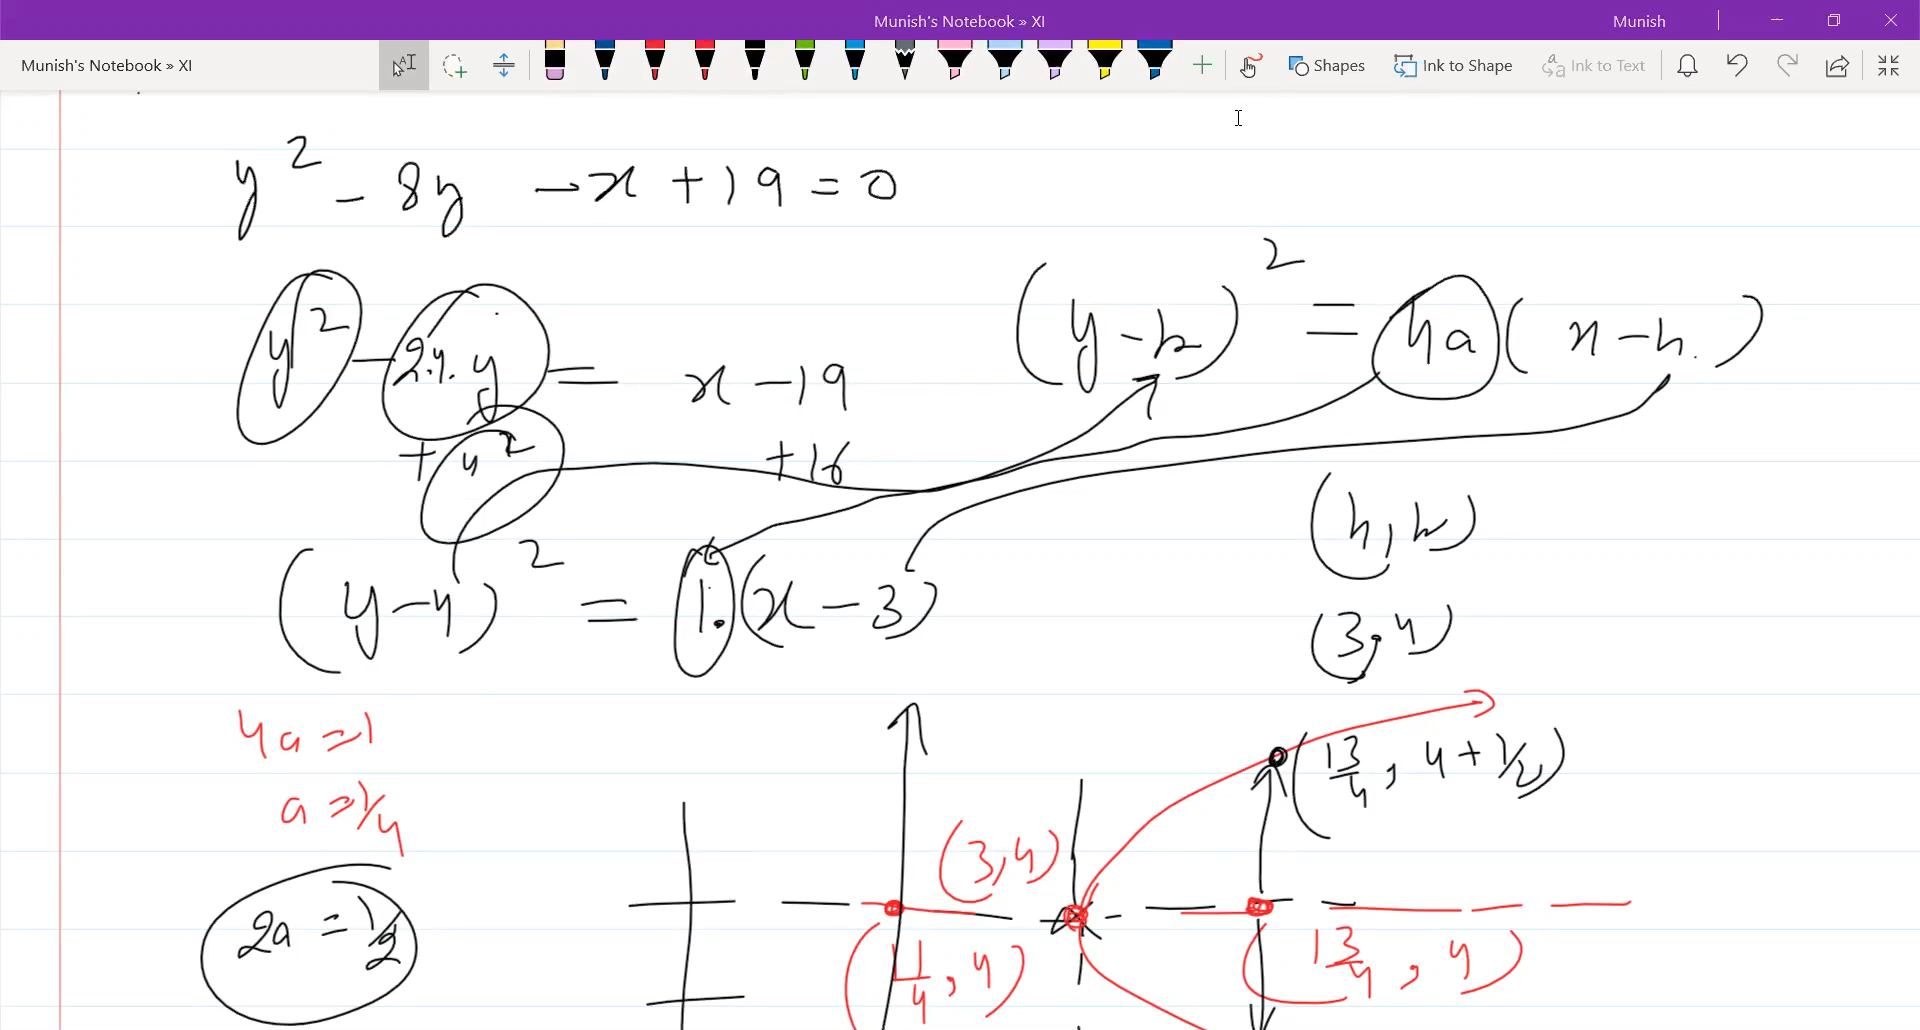 Munish's Notebook » XI
Munish
Munish's Notebook » XI
Shapes
Ink to Shape
Ink to Text
y² - 8y - x + 19 = 0
y² - 2·4·y = x - 19
+ 4² + 16
(y - k)² = 4a (x - h)
(h, k)
(y - 4)² = 1·(x - 3)
(3, 4)
4a = 1
a = 1/4
2a = 1/2
(13/4, 4 + 1/2)
(3, 4)
(11/4, 4)
(13/4, 4)